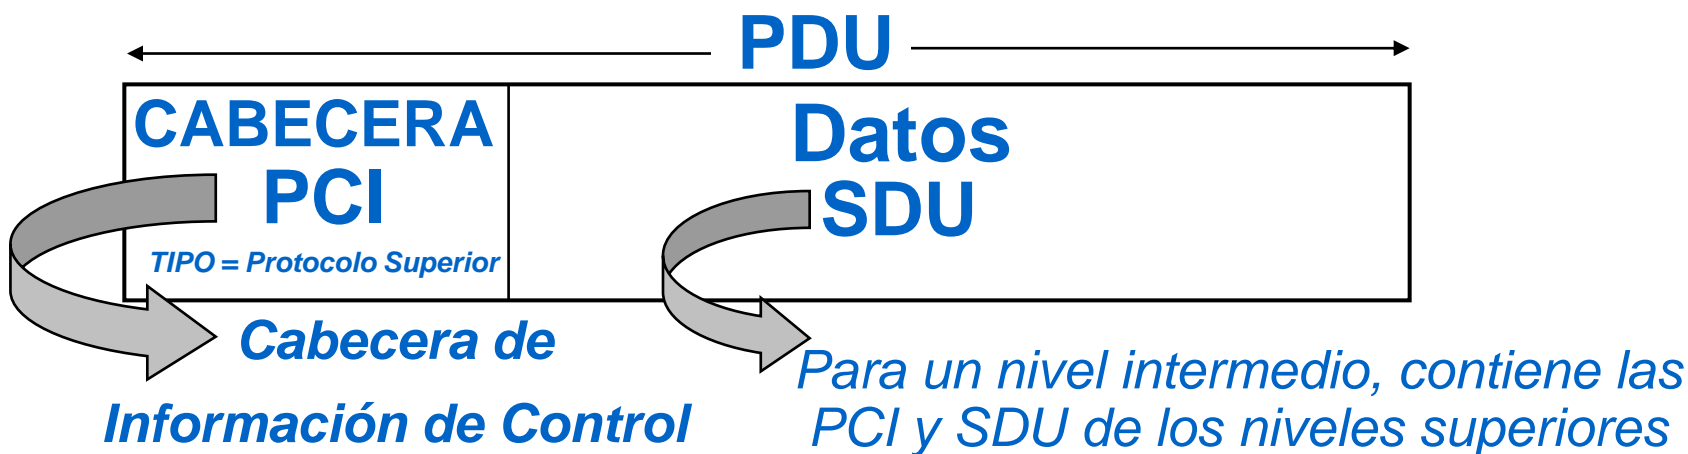 PDU
CABECERA
PCI
TIPO = Protocolo Superior
Datos
SDU
Cabecera de
Información de Control
Para un nivel intermedio, contiene las
PCI y SDU de los niveles superiores